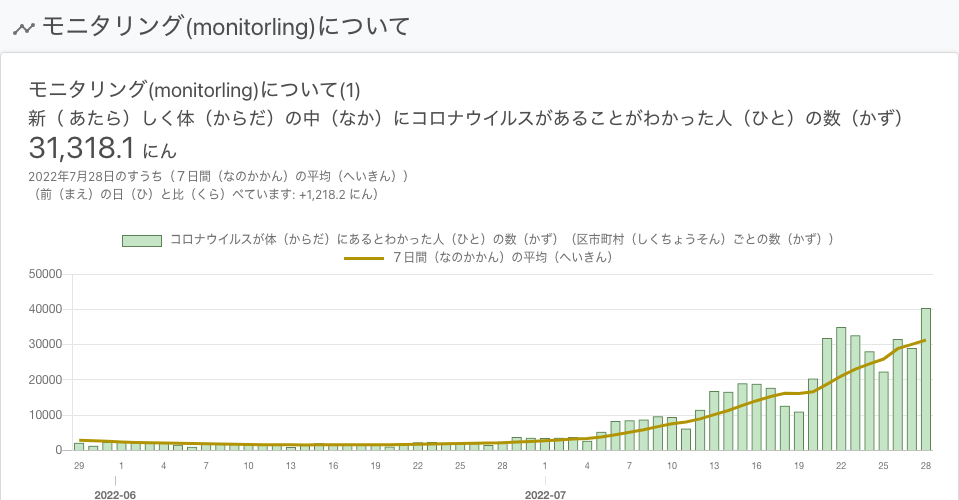 モニタリング(monitorling)について
モニタリング(monitorling)について(1)
新（ あたら）しく体（からだ）の中（なか）にコロナウイルスがあることがわかった人（ひと）の数（かず）
31,318.1 にん
2022年7月28日のすうち（７日間（なのかかん）の平均（へいきん））
（前（まえ）の日（ひ）と比（くら）べています: +1,218.2 にん）
コロナウイルスが体（からだ）にあるとわかった人（ひと）の数（かず）（区市町村（しくちょうそん）ごとの数（かず））
７日間（なのかかん）の平均（へいきん）
50000
40000
30000
20000
10000
0
29 1 4 7 10 13 16 19 22 25 28 1 4 7 10 13 16 19 22 25 28
2022-06 2022-07